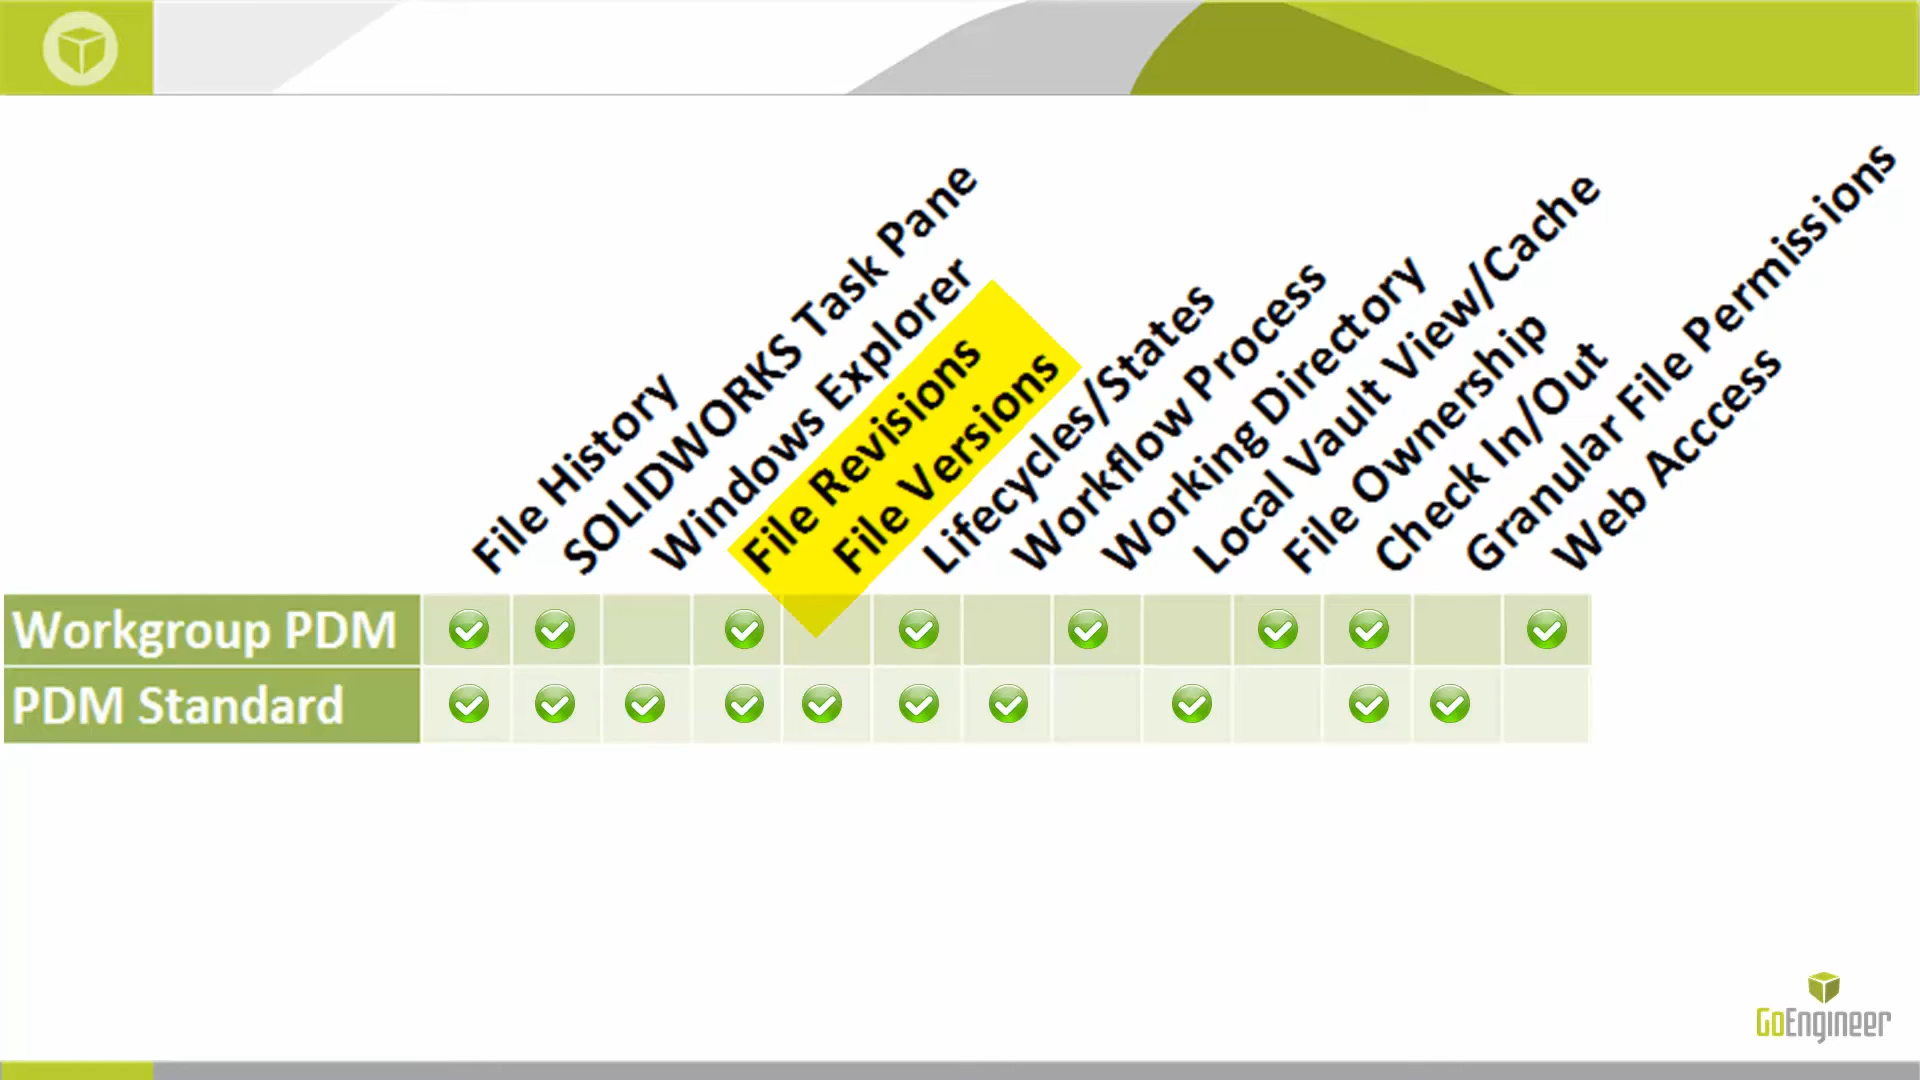 File History
SOLIDWORKS Task Pane
Windows Explorer
File Revisions
File Versions
Lifecycles/States
Workflow Process
Working Directory
Local Vault View/Cache
File Ownership
Check In/Out
Granular File Permissions
Web Acccess
Workgroup PDM
PDM Standard
GoEngineer